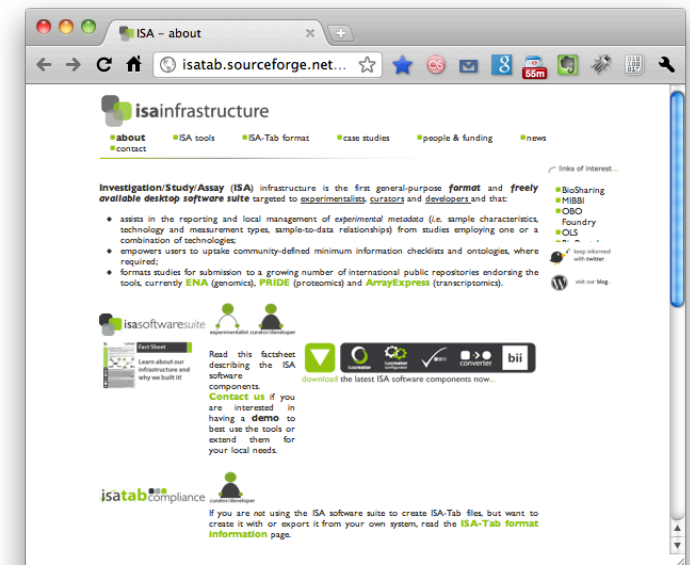 ISA – about
isatab.sourceforge.net...
8
55m
isainfrastructure
about
ISA tools
ISA-Tab format
case studies
people & funding
news
contact
links of interest...
BioSharing
MIBBI
OBO
Foundry
OLS
keep informed
with twitter.
visit our blog.
Investigation/Study/Assay (ISA) infrastructure is the first general-purpose format and freely
available desktop software suite targeted to experimentalists, curators and developers and that:
assists in the reporting and local management of experimental metadata (i.e. sample characteristics,
technology and measurement types, sample-to-data relationships) from studies employing one or a
combination of technologies;
empowers users to uptake community-defined minimum information checklists and ontologies, where
required;
formats studies for submission to a growing number of international public repositories endorsing the
tools, currently ENA (genomics), PRIDE (proteomics) and ArrayExpress (transcriptomics).
isasoftwaresuite
experimentalist curator/developer
Fact Sheet
Learn about our
infrastructure and
why we built it!
Read this factsheet
describing the ISA
software
components.
Contact us if you
are interested in
having a demo to
best use the tools or
extend them for
your local needs.
isacreator
isacreator
configurator
converter
bii
download the latest ISA software components now...
isatabcompliance
curator/developer
If you are not using the ISA software suite to create ISA-Tab files, but want to
create it with or export it from your own system, read the ISA-Tab format
information page.